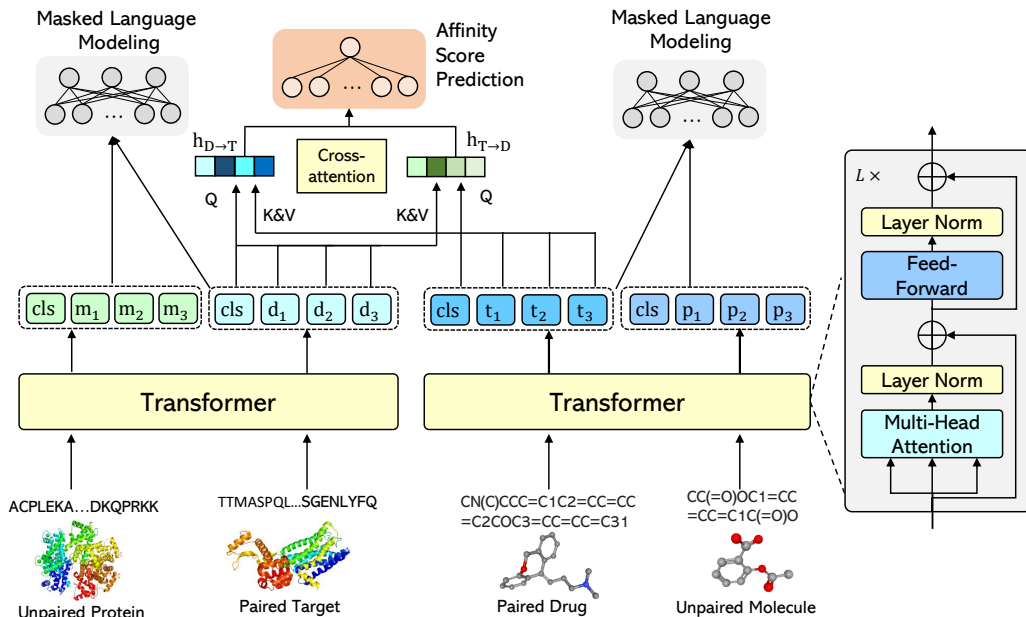 Masked Language
Modeling
Affinity
Score
Prediction
Masked Language
Modeling
...
...
...
h_{D→T}
Cross-
attention
h_{T→D}
Q
K&V
K&V
Q
L ×
Layer Norm
Feed-
Forward
Layer Norm
Multi-Head
Attention
cls m₁ m₂ m₃
cls d₁ d₂ d₃
cls t₁ t₂ t₃
cls p₁ p₂ p₃
Transformer
Transformer
ACPLEKA...DKQPRKK
TTMASPQL...SGENLYFQ
CN(C)CCC=C1C2=CC=CC
=C2COC3=CC=CC=C31
CC(=O)OC1=CC
=CC=C1C(=O)O
Unpaired Protein
Paired Target
Paired Drug
Unpaired Molecule